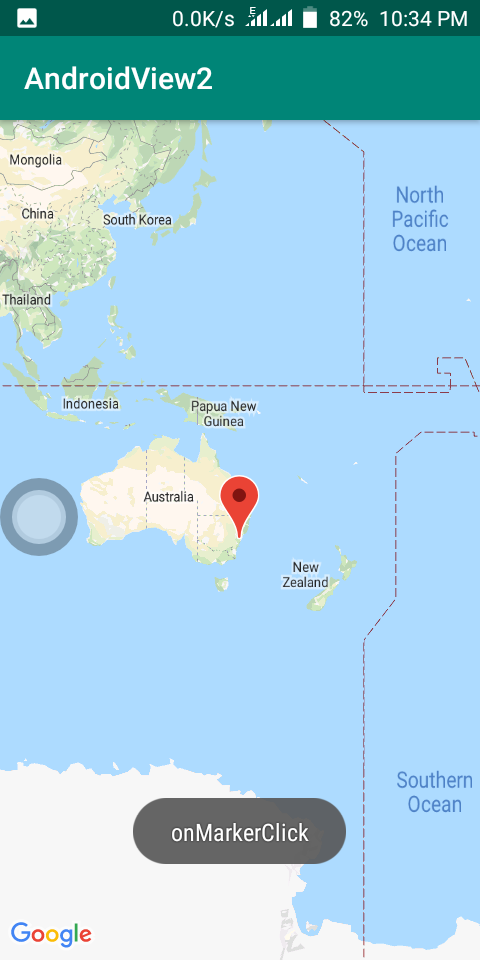 0.0K/s E 82% 10:34 PM
AndroidView2
Mongolia
North
Pacific
Ocean
China
South Korea
Thailand
Indonesia
Papua New
Guinea
Australia
New
Zealand
Southern
Ocean
onMarkerClick
Google